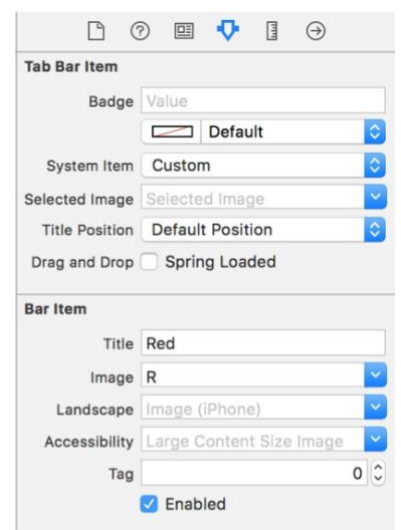 Tab Bar Item
Badge Value
Default
System Item Custom
Selected Image Selected Image
Title Position Default Position
Drag and Drop Spring Loaded
Bar Item
Title Red
Image R
Landscape Image (iPhone)
Accessibility Large Content Size Image
Tag 0
Enabled